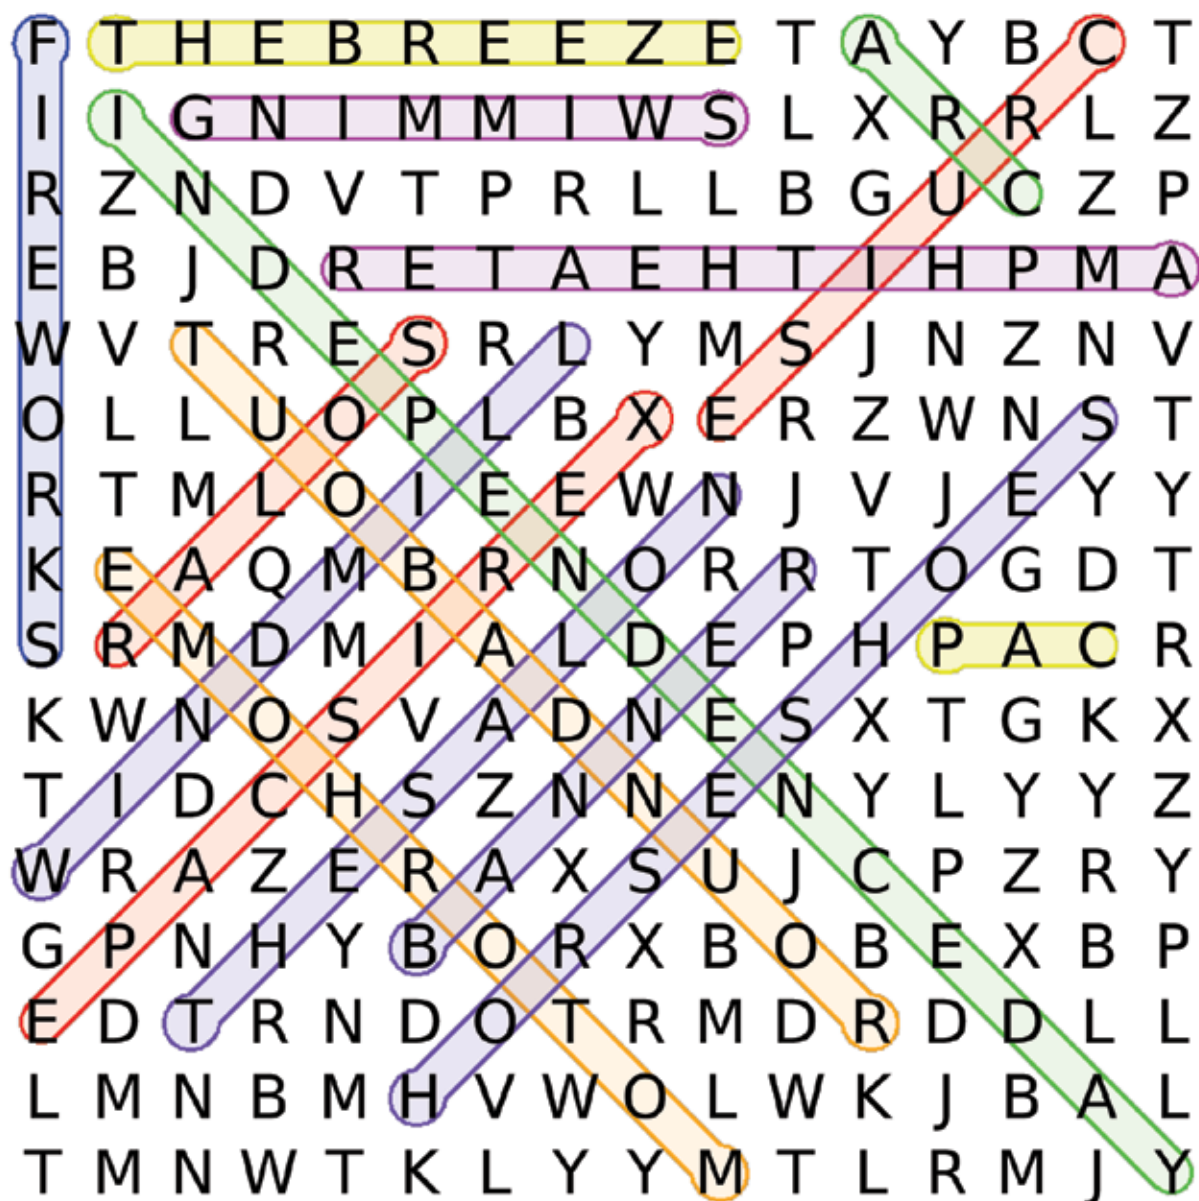 F T H E B R E E Z E T A Y B C T
I I G N I M M I W S L X R R L Z
R Z N D V T P R L L B G U C Z P
E B J D R E T A E H T I H P M A
W V T R E S R L Y M S J N Z N V
O L L U O P L B X E R Z W N S T
R T M L O I E E W N J V J E Y Y
K E A Q M B R N O R R T O G D T
S R M D M I A L D E P H P A C R
K W N O S V A D N E S X T G K X
T I D C H S Z N N E N Y L Y Y Z
W R A Z E R A X S U J C P Z R Y
G P N H Y B O R X B O B E X B P
E D T R N D O T R M D R D D L L
L M N B M H V W O L W K J B A L
T M N W T K L Y Y M T L R M J Y